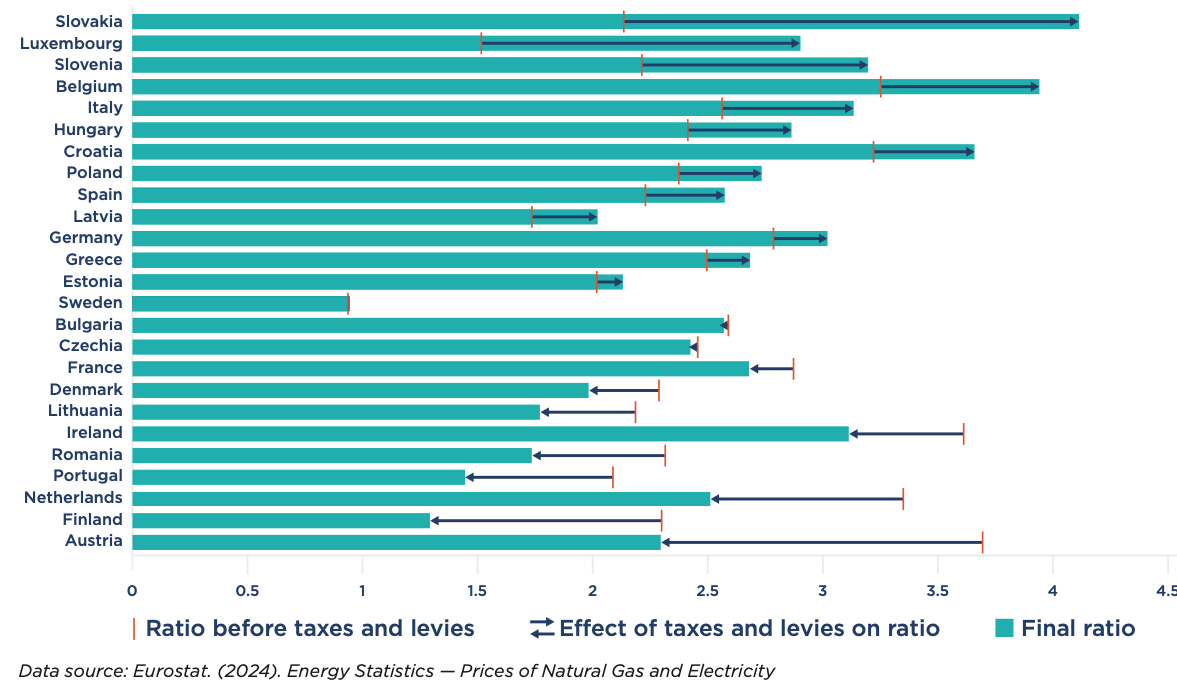 Slovakia
Luxembourg
Slovenia
Belgium
Italy
Hungary
Croatia
Poland
Spain
Latvia
Germany
Greece
Estonia
Sweden
Bulgaria
Czechia
France
Denmark
Lithuania
Ireland
Romania
Portugal
Netherlands
Finland
Austria
0 0.5 1 1.5 2 2.5 3 3.5 4 4.5
Ratio before taxes and levies Effect of taxes and levies on ratio Final ratio
Data source: Eurostat. (2024). Energy Statistics — Prices of Natural Gas and Electricity